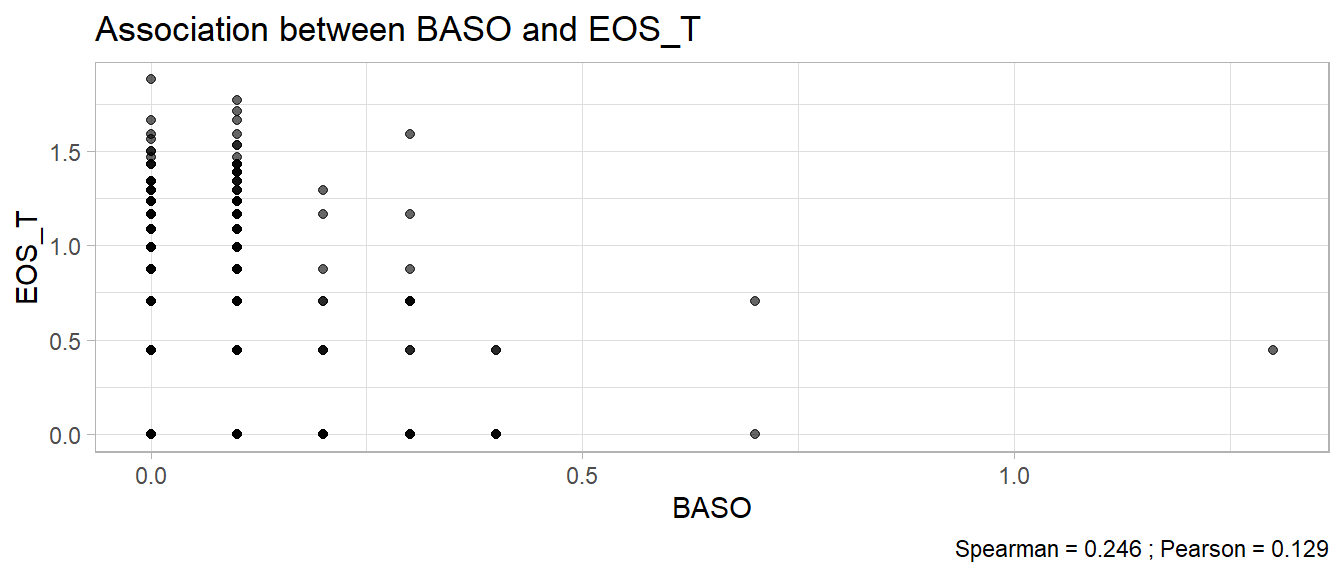 Association between BASO and EOS_T
EOS_T
1.5
1.0
0.5
0.0
0.0 0.5 1.0
BASO
Spearman = 0.246 ; Pearson = 0.129